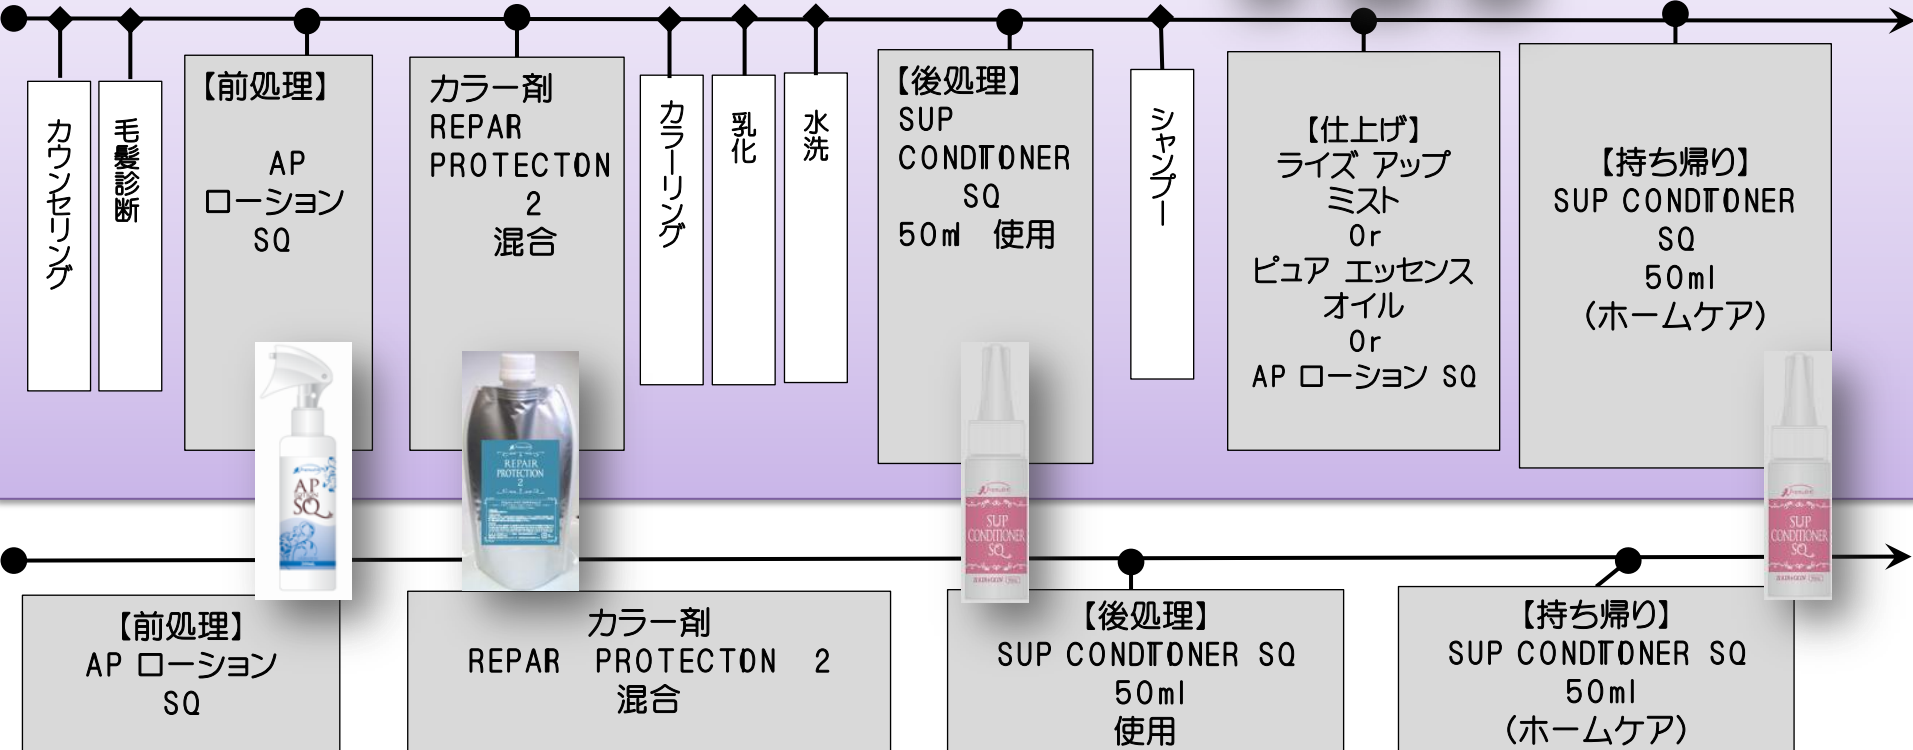 カウンセリング
毛髪診断
【前処理】
AP
ローション
SQ
カラー剤
REPAIR
PROTECTION
2
混合
カラーリング
乳化
水洗
【後処理】
SUP
CONDITIONER
SQ
50ml 使用
シャンプー
【仕上げ】
ライズ アップ
ミスト
Or
ピュア エッセンス
オイル
Or
AP ローション SQ
【持ち帰り】
SUP CONDITIONER
SQ
50ml
(ホームケア)
AP
SQ
REPAIR
PROTECTION
2
SUP
CONDITIONER
SQ
SUP
CONDITIONER
SQ
【前処理】
AP ローション
SQ
カラー剤
REPAIR PROTECTION 2
混合
【後処理】
SUP CONDITIONER SQ
50ml
使用
【持ち帰り】
SUP CONDITIONER SQ
50ml
(ホームケア)